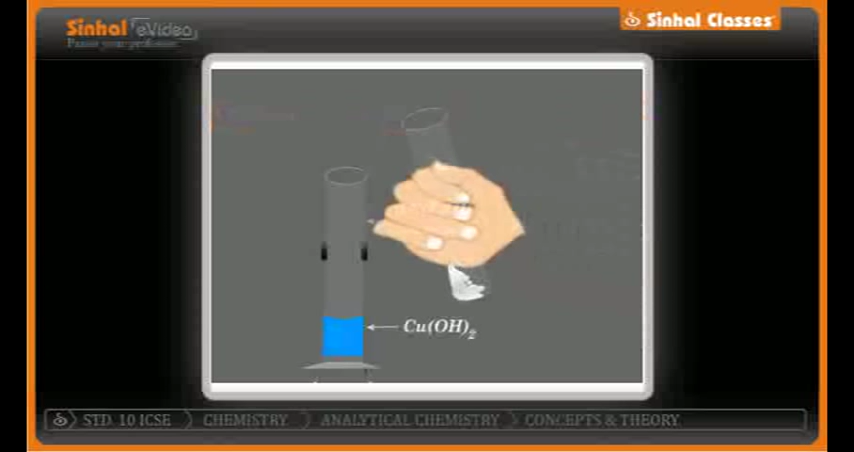 Sinhal eVideo
Sinhal Classes
Cu(OH)2
STD. 10 ICSE
CHEMISTRY
ANALYTICAL CHEMISTRY
CONCEPTS & THEORY